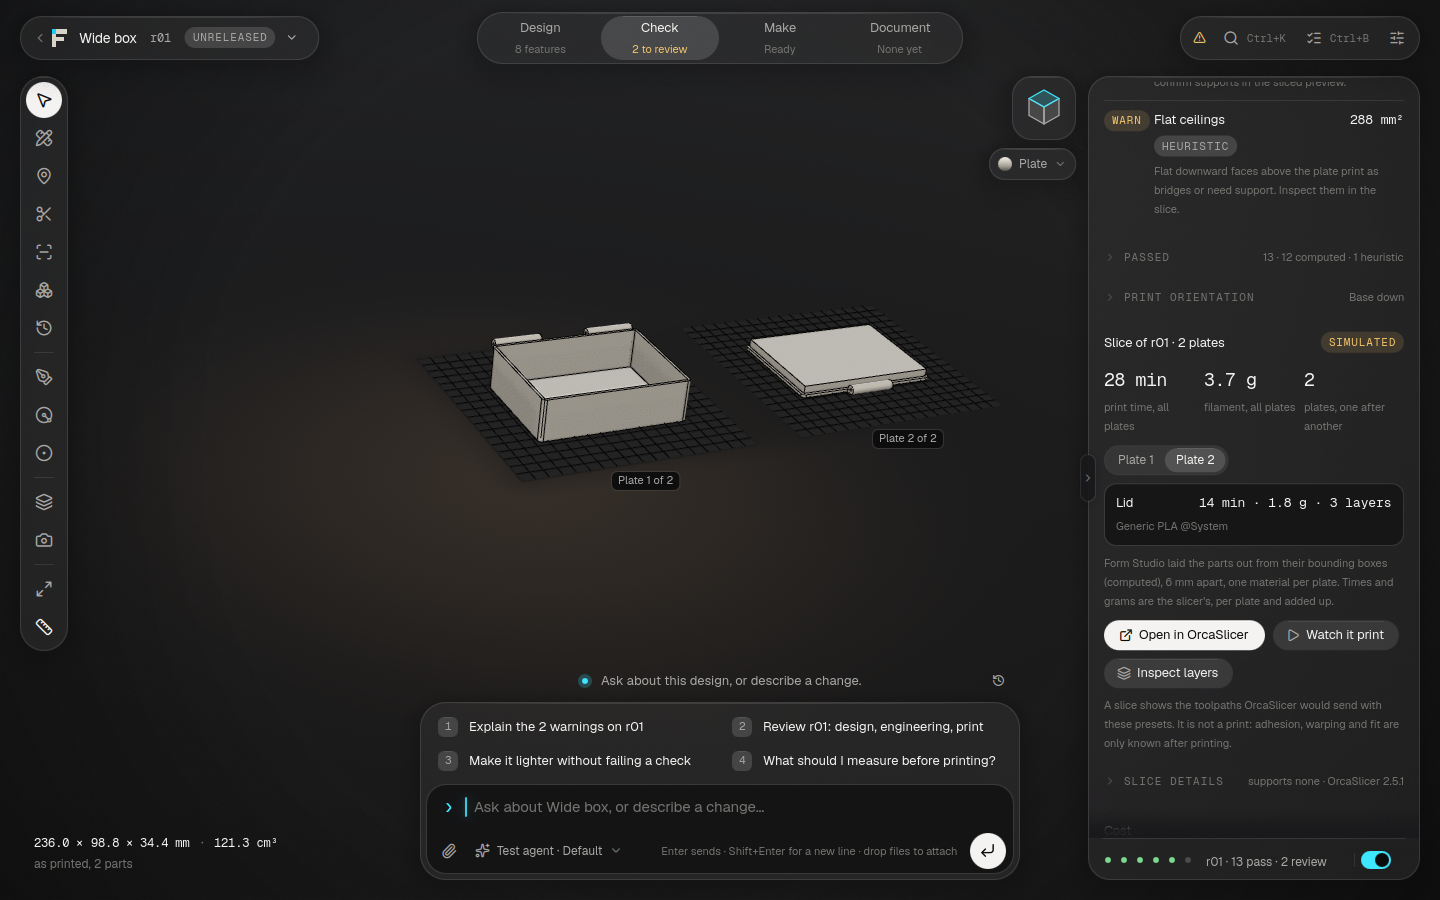 Wide box r01 UNRELEASED
Design
8 features
Check
2 to review
Make
Ready
Document
None yet
Ctrl+K
Ctrl+B
Plate
Plate 1 of 2
Plate 2 of 2
confirm supports in the sliced preview.
WARN Flat ceilings 288 mm²
HEURISTIC
Flat downward faces above the plate print as
bridges or need support. Inspect them in the
slice.
PASSED 13 · 12 computed · 1 heuristic
PRINT ORIENTATION Base down
Slice of r01 · 2 plates SIMULATED
28 min 3.7 g 2
print time, all plates
filament, all plates
plates, one after another
Plate 1 Plate 2
Lid 14 min · 1.8 g · 3 layers
Generic PLA @System
Form Studio laid the parts out from their bounding boxes
(computed), 6 mm apart, one material per plate. Times and
grams are the slicer's, per plate and added up.
Open in OrcaSlicer Watch it print
Inspect layers
A slice shows the toolpaths OrcaSlicer would send with
these presets. It is not a print: adhesion, warping and fit are
only known after printing.
SLICE DETAILS supports none · OrcaSlicer 2.5.1
Cost
r01 · 13 pass · 2 review
Ask about this design, or describe a change.
1 Explain the 2 warnings on r01
2 Review r01: design, engineering, print
3 Make it lighter without failing a check
4 What should I measure before printing?
Ask about Wide box, or describe a change...
Test agent · Default
Enter sends · Shift+Enter for a new line · drop files to attach
236.0 × 98.8 × 34.4 mm · 121.3 cm³
as printed, 2 parts